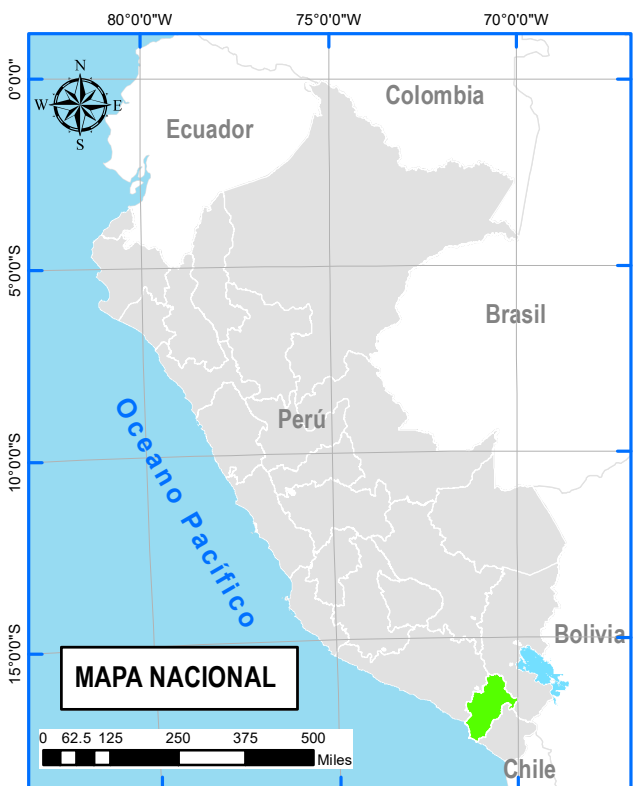 80°0'0"W
75°0'0"W
70°0'0"W
0°0'0"
N
W
E
S
Colombia
Ecuador
5°0'0"S
Brasil
Perú
Oceano Pacífico
10°0'0"S
15°0'0"S
Bolivia
MAPA NACIONAL
0 62.5 125 250 375 500
Miles
Chile